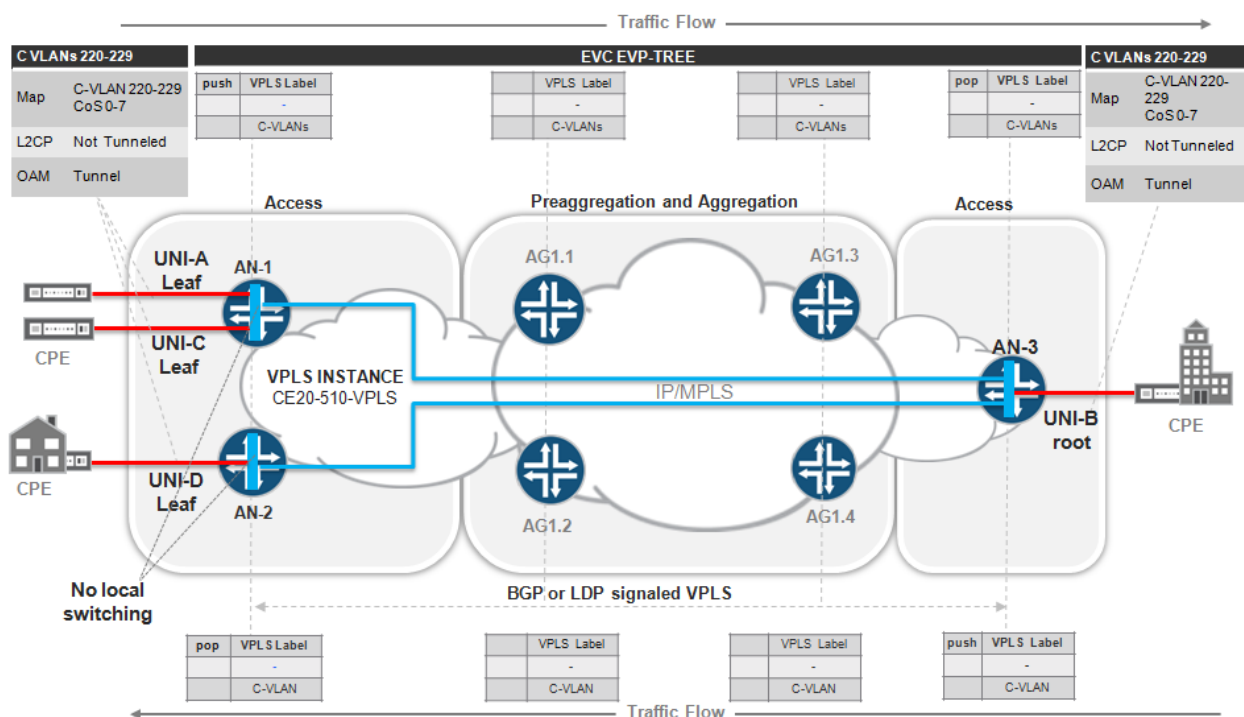 Traffic Flow
C VLANs 220-229
EVC EVP-TREE
C VLANs 220-229
Map C-VLAN 220-229
CoS 0-7
L2CP Not Tunneled
OAM Tunnel
push VPLS Label
-
C-VLANs
VPLS Label
-
C-VLANs
VPLS Label
-
C-VLANs
pop VPLS Label
-
C-VLANs
Map C-VLAN 220-
229
CoS 0-7
L2CP Not Tunneled
OAM Tunnel
Access
Preaggregation and Aggregation
Access
UNI-A
Leaf
AN-1
AG1.1
AG1.3
UNI-C
Leaf
CPE
VPLS INSTANCE
CE20-510-VPLS
IP/MPLS
AN-3
UNI-B
root
CPE
CPE
UNI-D
Leaf
AN-2
AG1.2
AG1.4
No local
switching
BGP or LDP signaled VPLS
pop VPLS Label
-
C-VLAN
VPLS Label
-
C-VLAN
VPLS Label
-
C-VLAN
push VPLS Label
-
C-VLAN
Traffic Flow